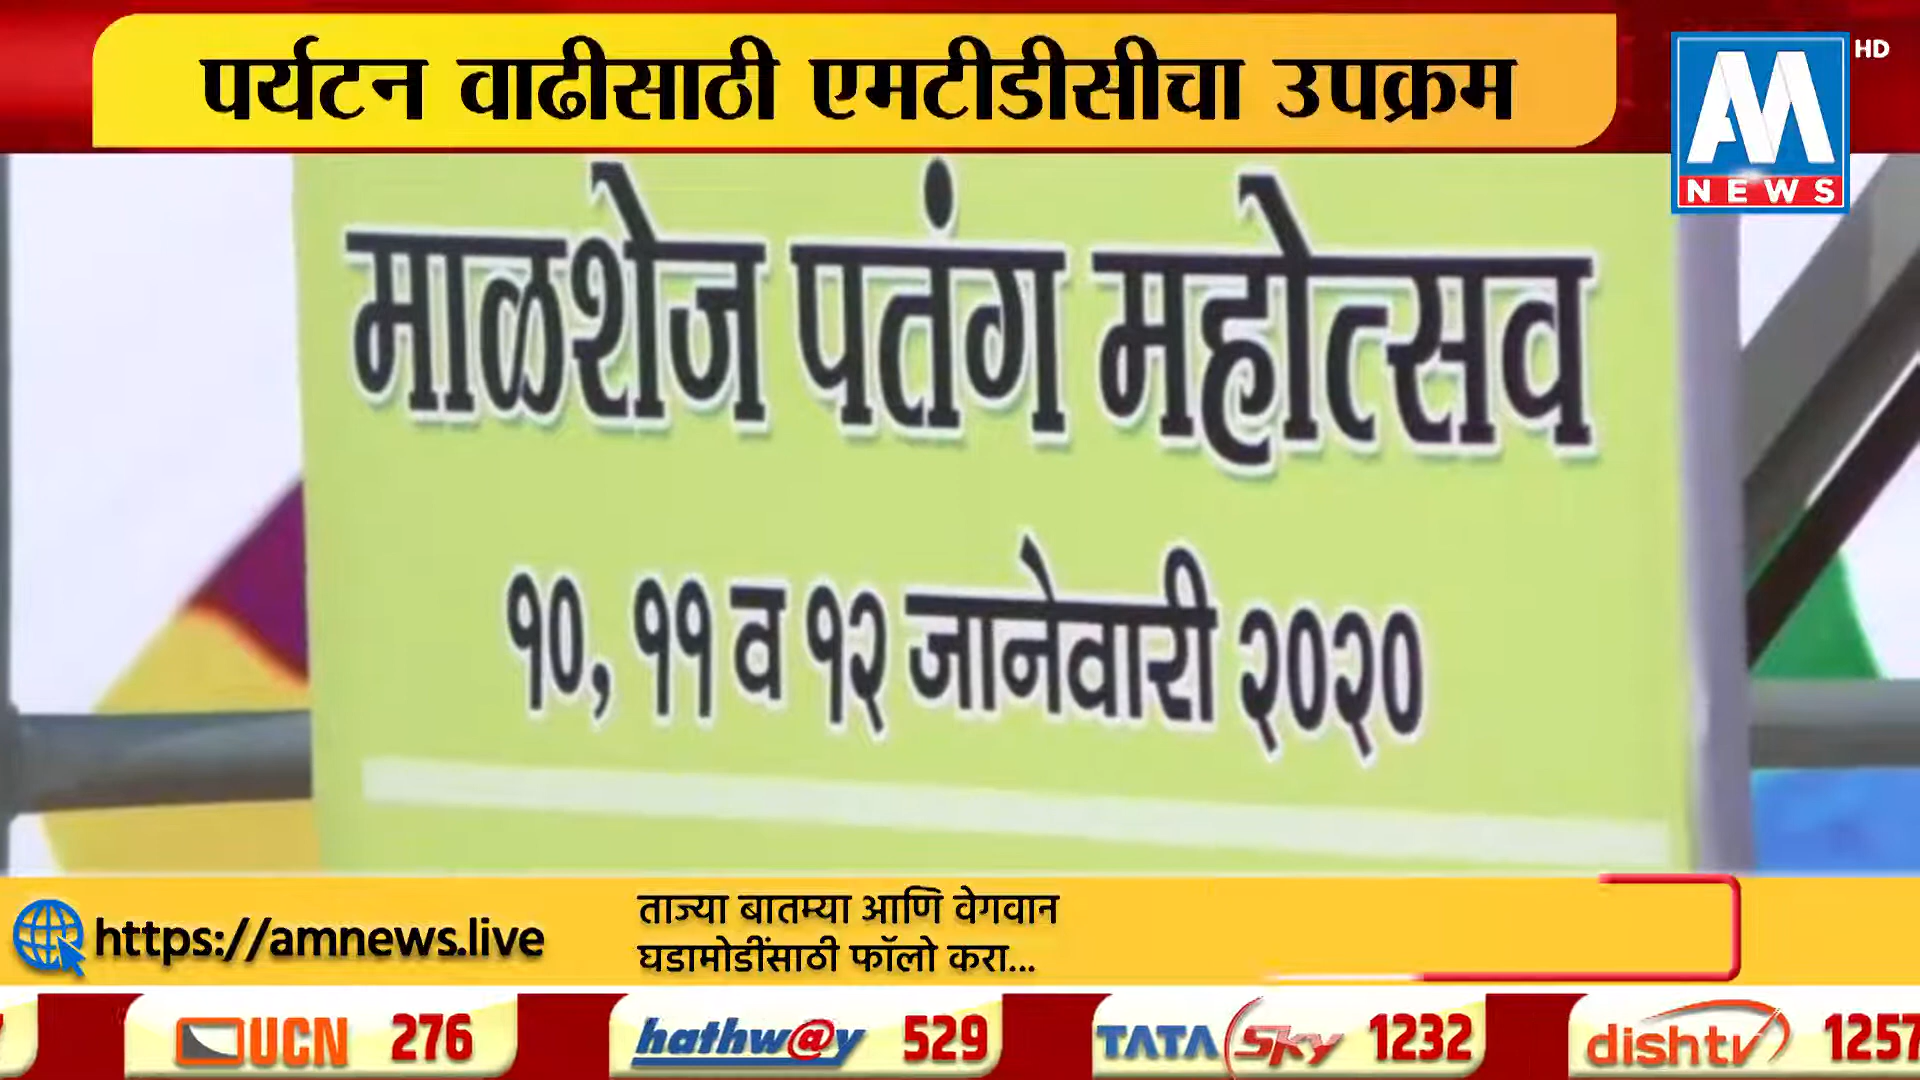 पर्यटन वाढीसाठी एमटीडीसीचा उपक्रम
HD
AM
NEWS
माळशेज पतंग महोत्सव
१०, ११ व १२ जानेवारी २०२०
https://amnews.live
ताज्या बातम्या आणि वेगवान
घडामोडींसाठी फॉलो करा...
UCN 276
hathw@y 529
TATA Sky 1232
dishtv 1257